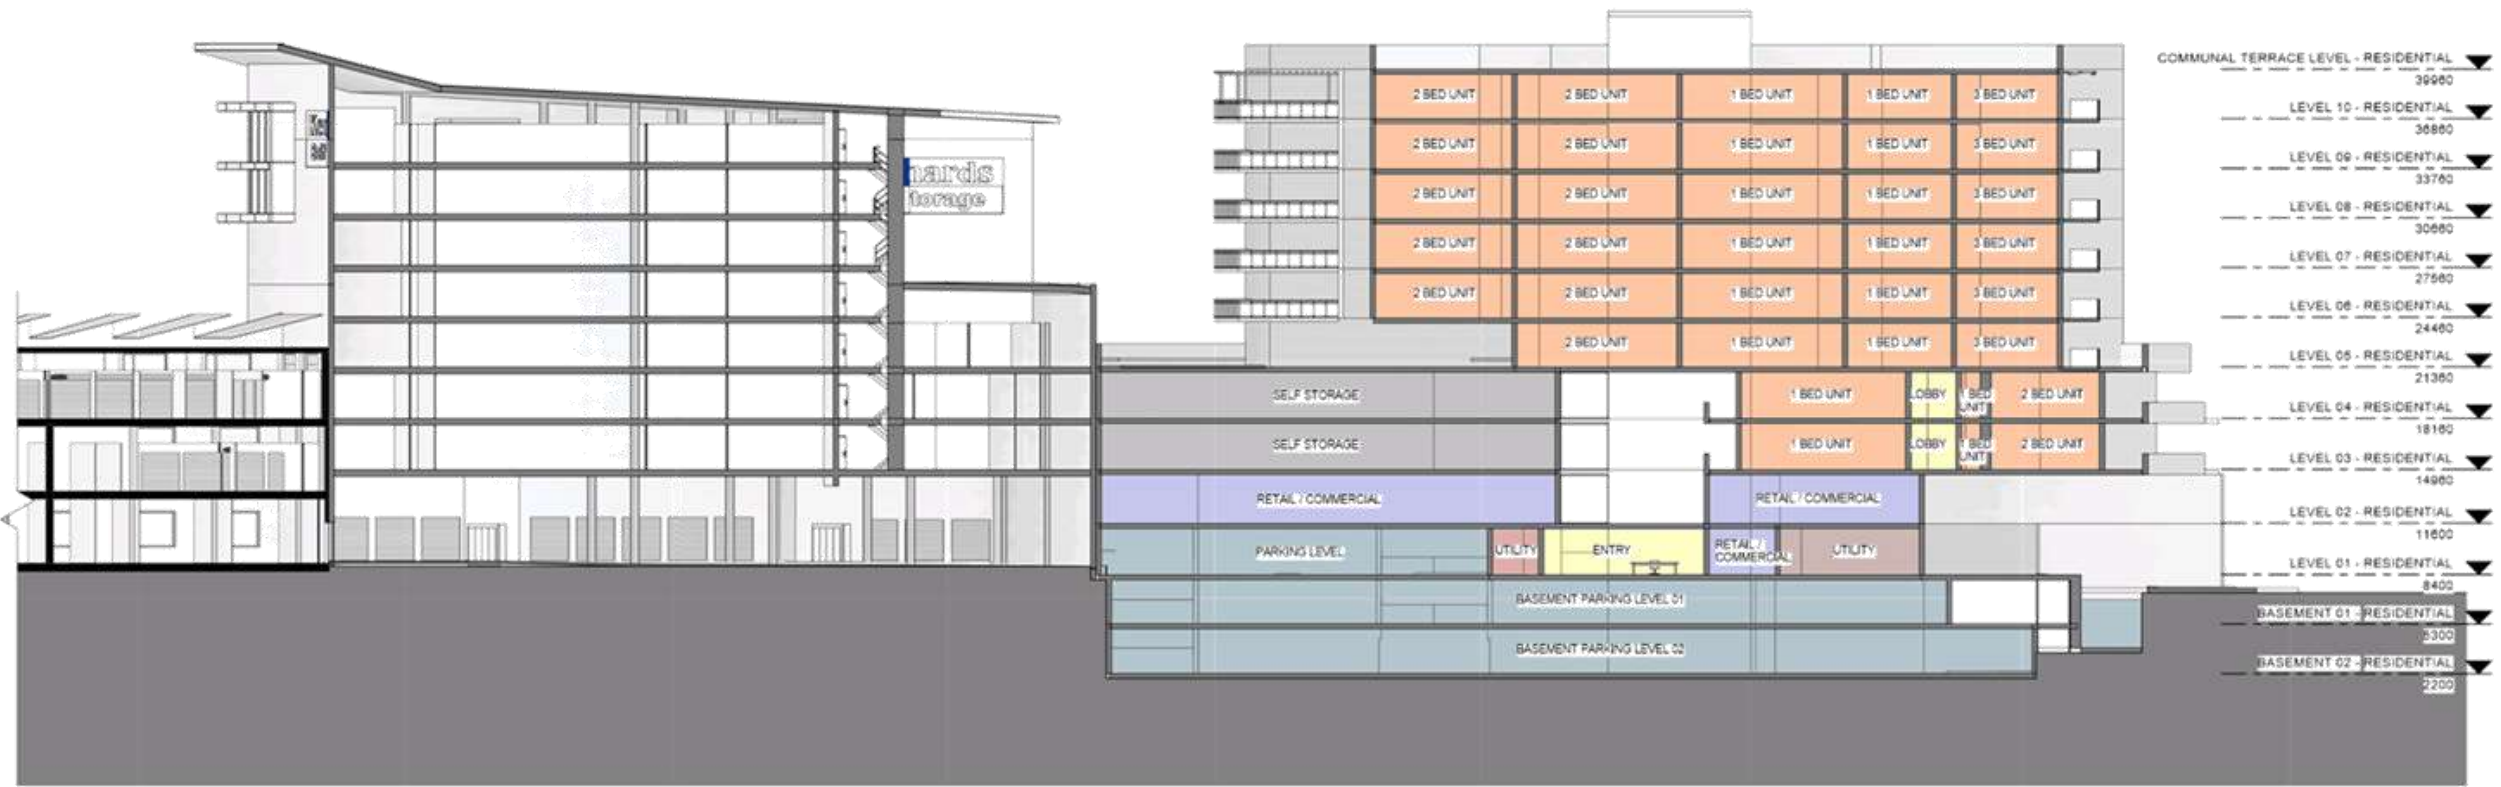 COMMUNAL TERRACE LEVEL - RESIDENTIAL
39960
2 BED UNIT 2 BED UNIT 1 BED UNIT 1 BED UNIT 3 BED UNIT
LEVEL 10 - RESIDENTIAL
36860
2 BED UNIT 2 BED UNIT 1 BED UNIT 1 BED UNIT 3 BED UNIT
LEVEL 09 - RESIDENTIAL
33760
nards
torage
2 BED UNIT 2 BED UNIT 1 BED UNIT 1 BED UNIT 3 BED UNIT
LEVEL 08 - RESIDENTIAL
30660
2 BED UNIT 2 BED UNIT 1 BED UNIT 1 BED UNIT 3 BED UNIT
LEVEL 07 - RESIDENTIAL
27560
2 BED UNIT 2 BED UNIT 1 BED UNIT 1 BED UNIT 3 BED UNIT
LEVEL 06 - RESIDENTIAL
24460
2 BED UNIT 1 BED UNIT 1 BED UNIT 3 BED UNIT
LEVEL 05 - RESIDENTIAL
21360
SELF STORAGE 1 BED UNIT LOBBY 1 BED UNIT 2 BED UNIT
LEVEL 04 - RESIDENTIAL
18160
SELF STORAGE 1 BED UNIT LOBBY 1 BED UNIT 2 BED UNIT
LEVEL 03 - RESIDENTIAL
14960
RETAIL / COMMERCIAL RETAIL / COMMERCIAL
LEVEL 02 - RESIDENTIAL
11600
PARKING LEVEL UTILITY ENTRY RETAIL / COMMERCIAL UTILITY
LEVEL 01 - RESIDENTIAL
8400
BASEMENT PARKING LEVEL 01
BASEMENT 01 - RESIDENTIAL
5300
BASEMENT PARKING LEVEL 02
BASEMENT 02 - RESIDENTIAL
2200